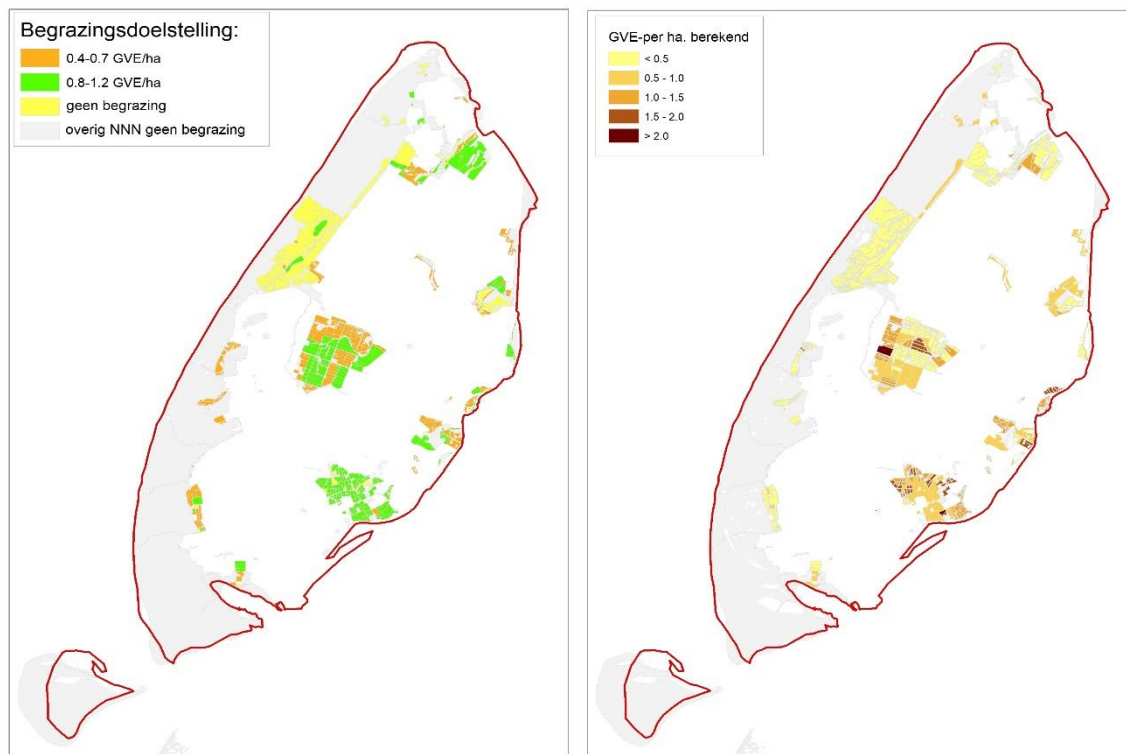 Begrazingsdoelstelling:
0.4-0.7 GVE/ha
0.8-1.2 GVE/ha
geen begrazing
overig NNN geen begrazing
GVE-per ha. berekend
< 0.5
0.5 - 1.0
1.0 - 1.5
1.5 - 2.0
> 2.0